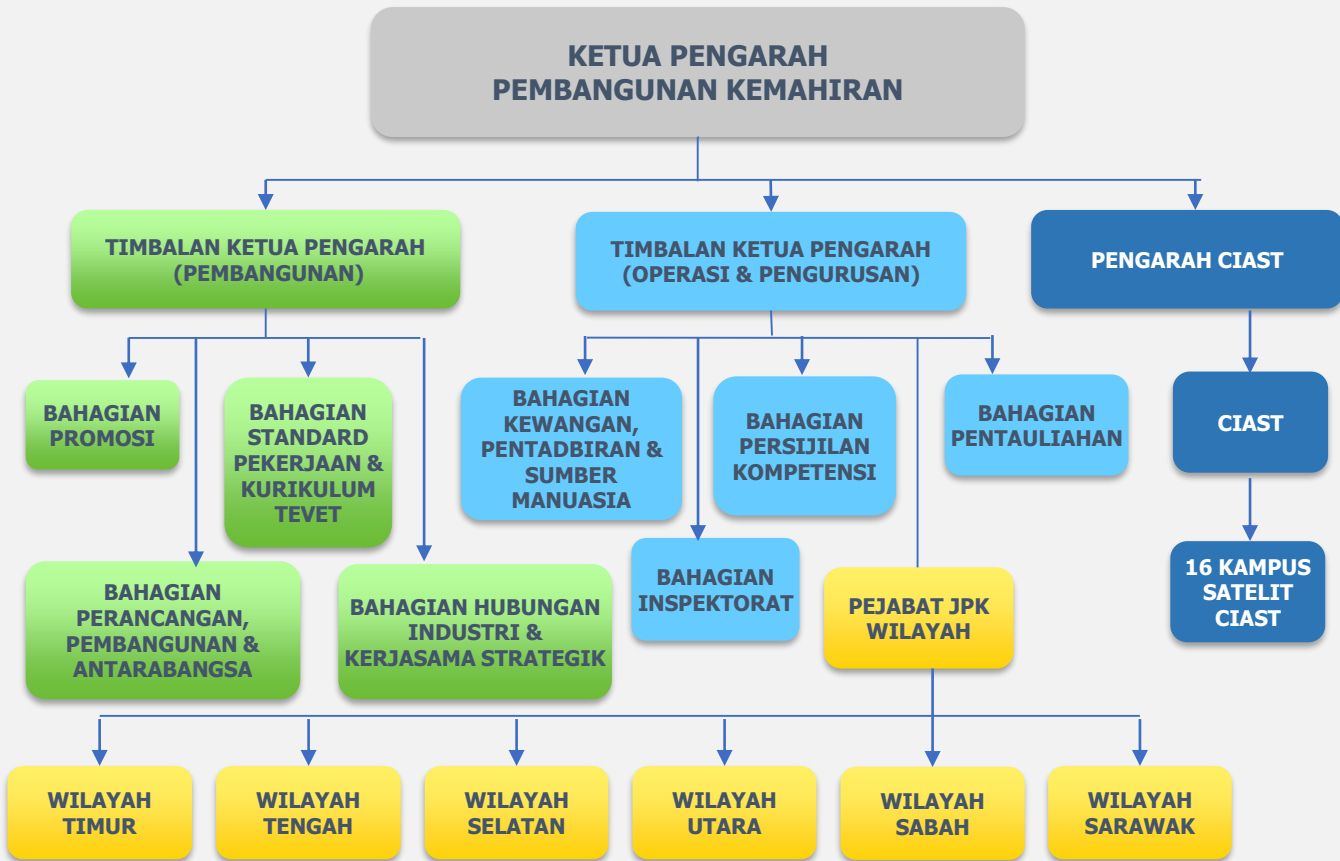 KETUA PENGARAH
PEMBANGUNAN KEMAHIRAN
TIMBALAN KETUA PENGARAH
(PEMBANGUNAN)
TIMBALAN KETUA PENGARAH
(OPERASI & PENGURUSAN)
PENGARAH CIAST
BAHAGIAN
PROMOSI
BAHAGIAN
STANDARD
PEKERJAAN &
KURIKULUM
TEVET
BAHAGIAN
KEWANGAN,
PENTADBIRAN &
SUMBER
MANUASIA
BAHAGIAN
PERSIJILAN
KOMPETENSI
BAHAGIAN
PENTAULIAHAN
CIAST
BAHAGIAN
PERANCANGAN,
PEMBANGUNAN &
ANTARABANGSA
BAHAGIAN HUBUNGAN
INDUSTRI &
KERJASAMA STRATEGIK
BAHAGIAN
INSPEKTORAT
PEJABAT JPK
WILAYAH
16 KAMPUS
SATELIT
CIAST
WILAYAH
TIMUR
WILAYAH
TENGAH
WILAYAH
SELATAN
WILAYAH
UTARA
WILAYAH
SABAH
WILAYAH
SARAWAK